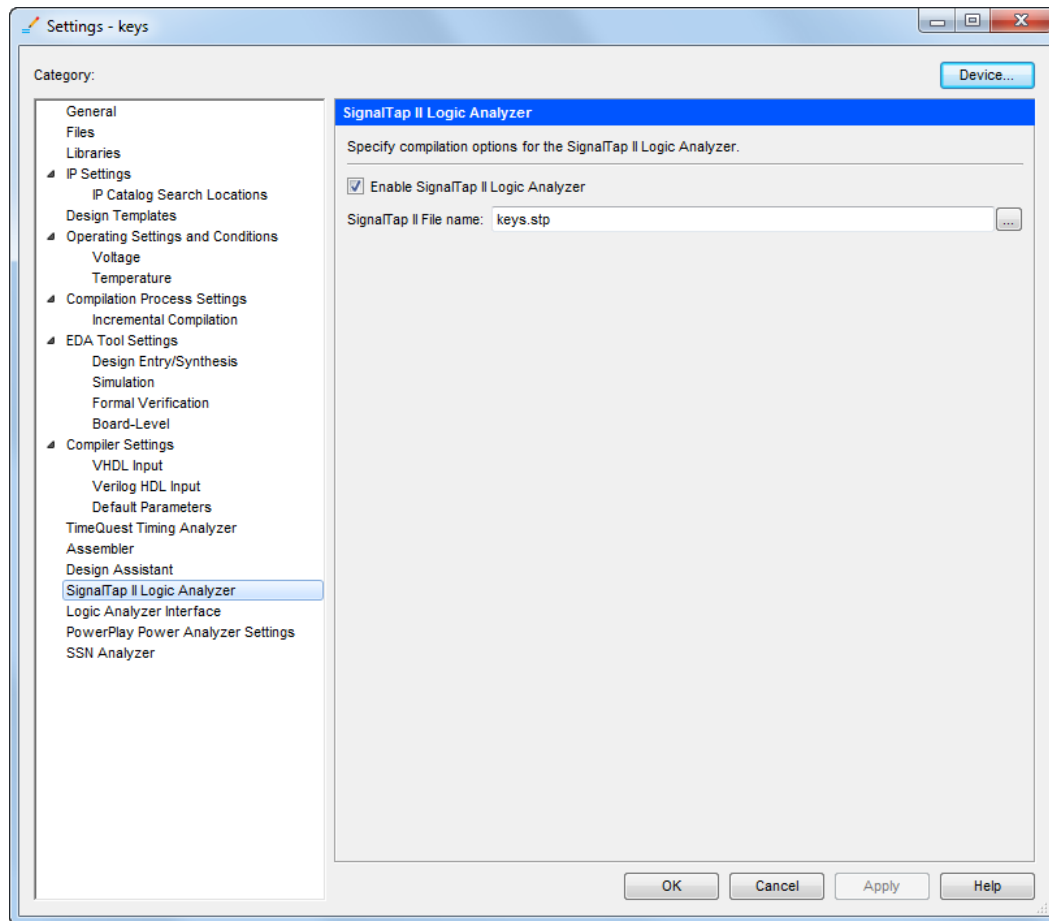 Settings - keys
Category:
Device...
General
Files
Libraries
IP Settings
IP Catalog Search Locations
Design Templates
Operating Settings and Conditions
Voltage
Temperature
Compilation Process Settings
Incremental Compilation
EDA Tool Settings
Design Entry/Synthesis
Simulation
Formal Verification
Board-Level
Compiler Settings
VHDL Input
Verilog HDL Input
Default Parameters
TimeQuest Timing Analyzer
Assembler
Design Assistant
SignalTap II Logic Analyzer
Logic Analyzer Interface
PowerPlay Power Analyzer Settings
SSN Analyzer
SignalTap II Logic Analyzer
Specify compilation options for the SignalTap II Logic Analyzer.
Enable SignalTap II Logic Analyzer
SignalTap II File name: keys.stp ...
OK Cancel Apply Help